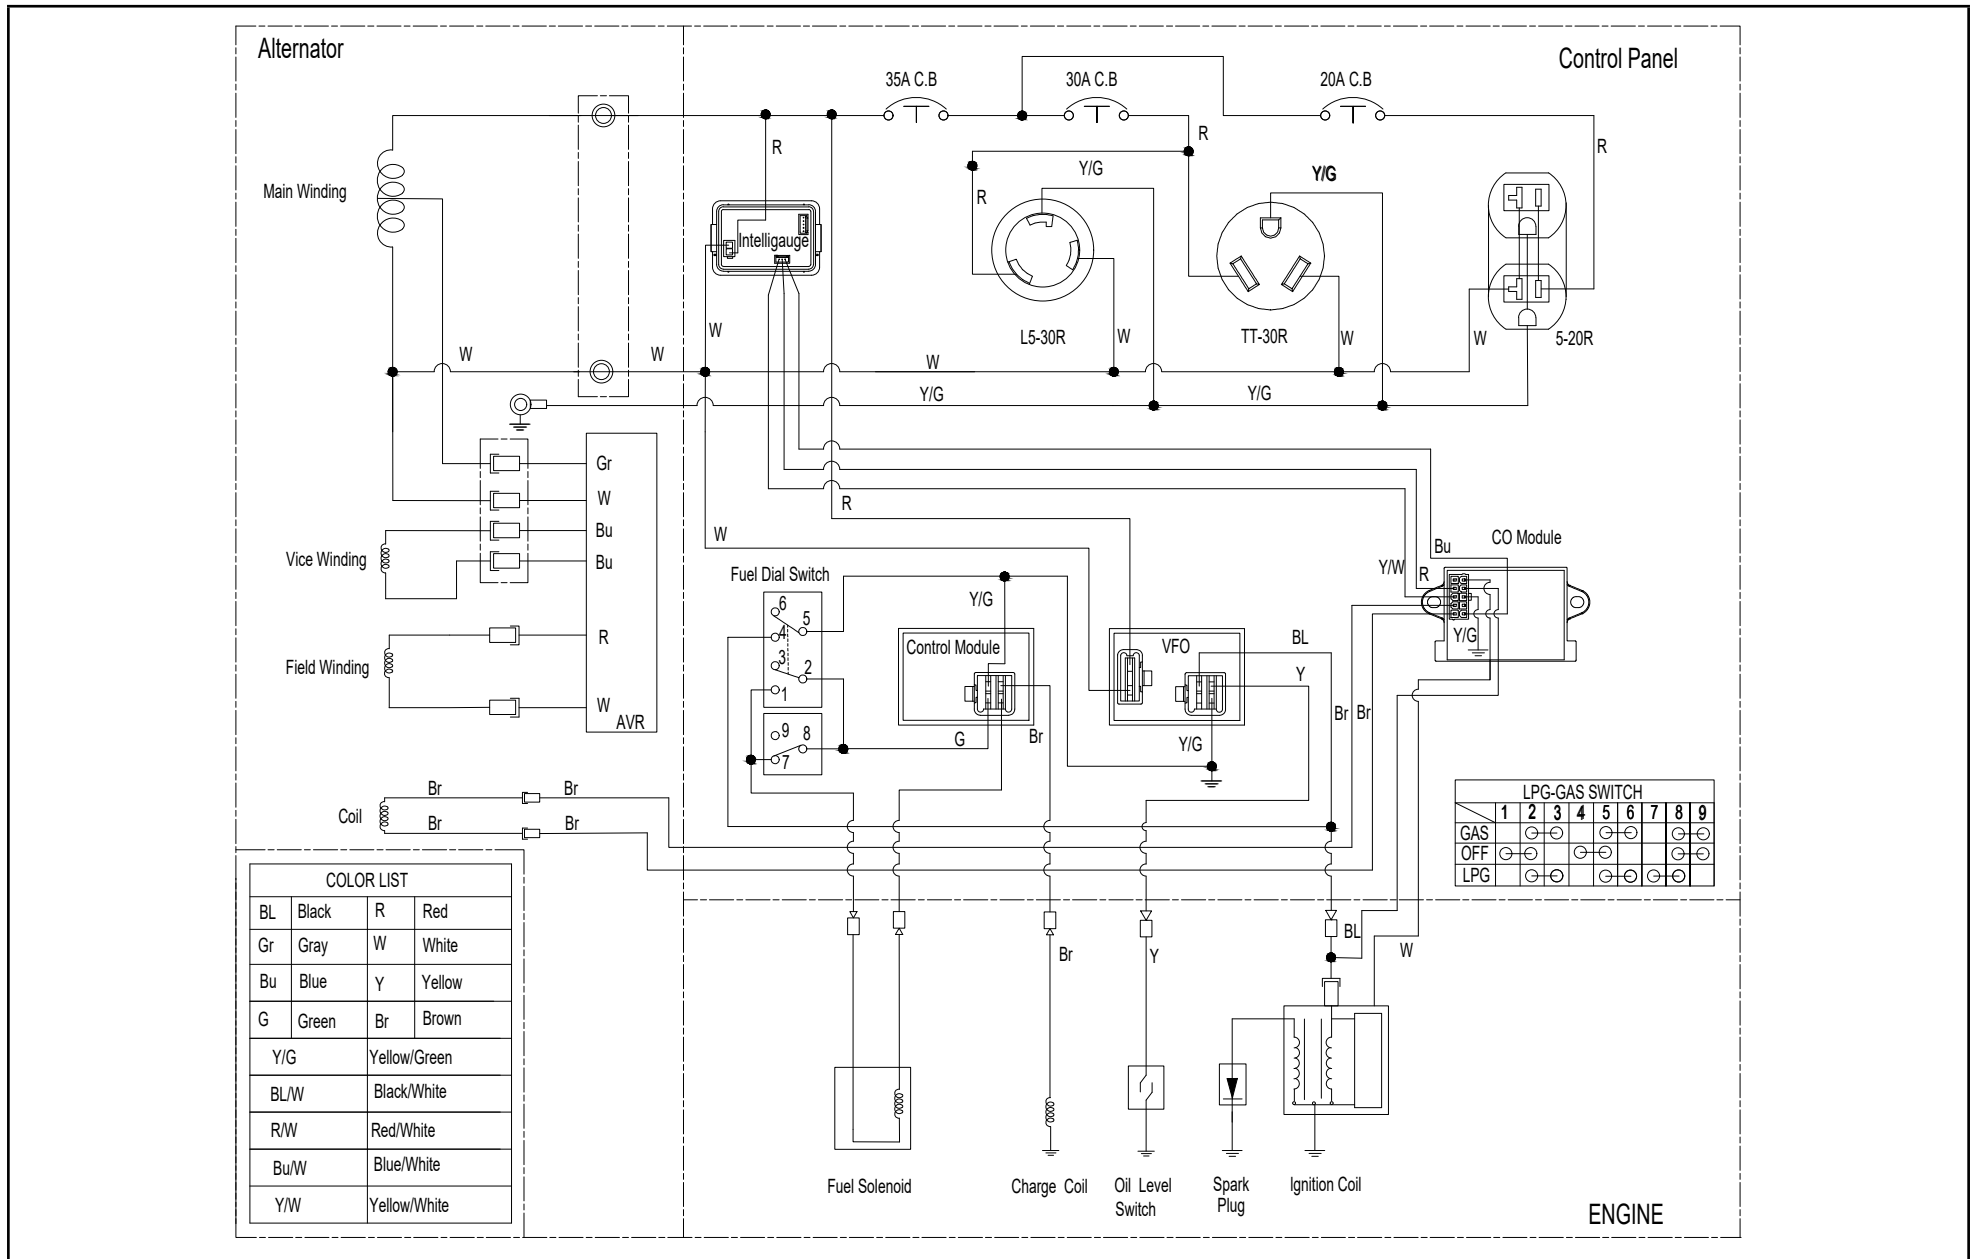 Alternator
Control Panel
35A C.B
30A C.B
20A C.B
R
R
R
Main Winding
Y/G
Y/G
R
Intelligauge
W
L5-30R
W
TT-30R
W
W
5-20R
W
W
W
Y/G
Y/G
Gr
W
Bu
Bu
Vice Winding
R
W
Field Winding
R
W
AVR
CO Module
Bu
Y/W
R
Y/G
Fuel Dial Switch
6
5
4
3
2
1
9
8
7
Y/G
Control Module
G
Br
VFO
BL
Y
Y/G
Br
Br
Coil
Br
Br
Br
Br
LPG-GAS SWITCH
1 2 3 4 5 6 7 8 9
GAS
OFF
LPG
COLOR LIST
BL Black R Red
Gr Gray W White
Bu Blue Y Yellow
G Green Br Brown
Y/G Yellow/Green
BL/W Black/White
R/W Red/White
Bu/W Blue/White
Y/W Yellow/White
Br
Y
BL
W
Fuel Solenoid
Charge Coil
Oil Level
Switch
Spark
Plug
Ignition Coil
ENGINE